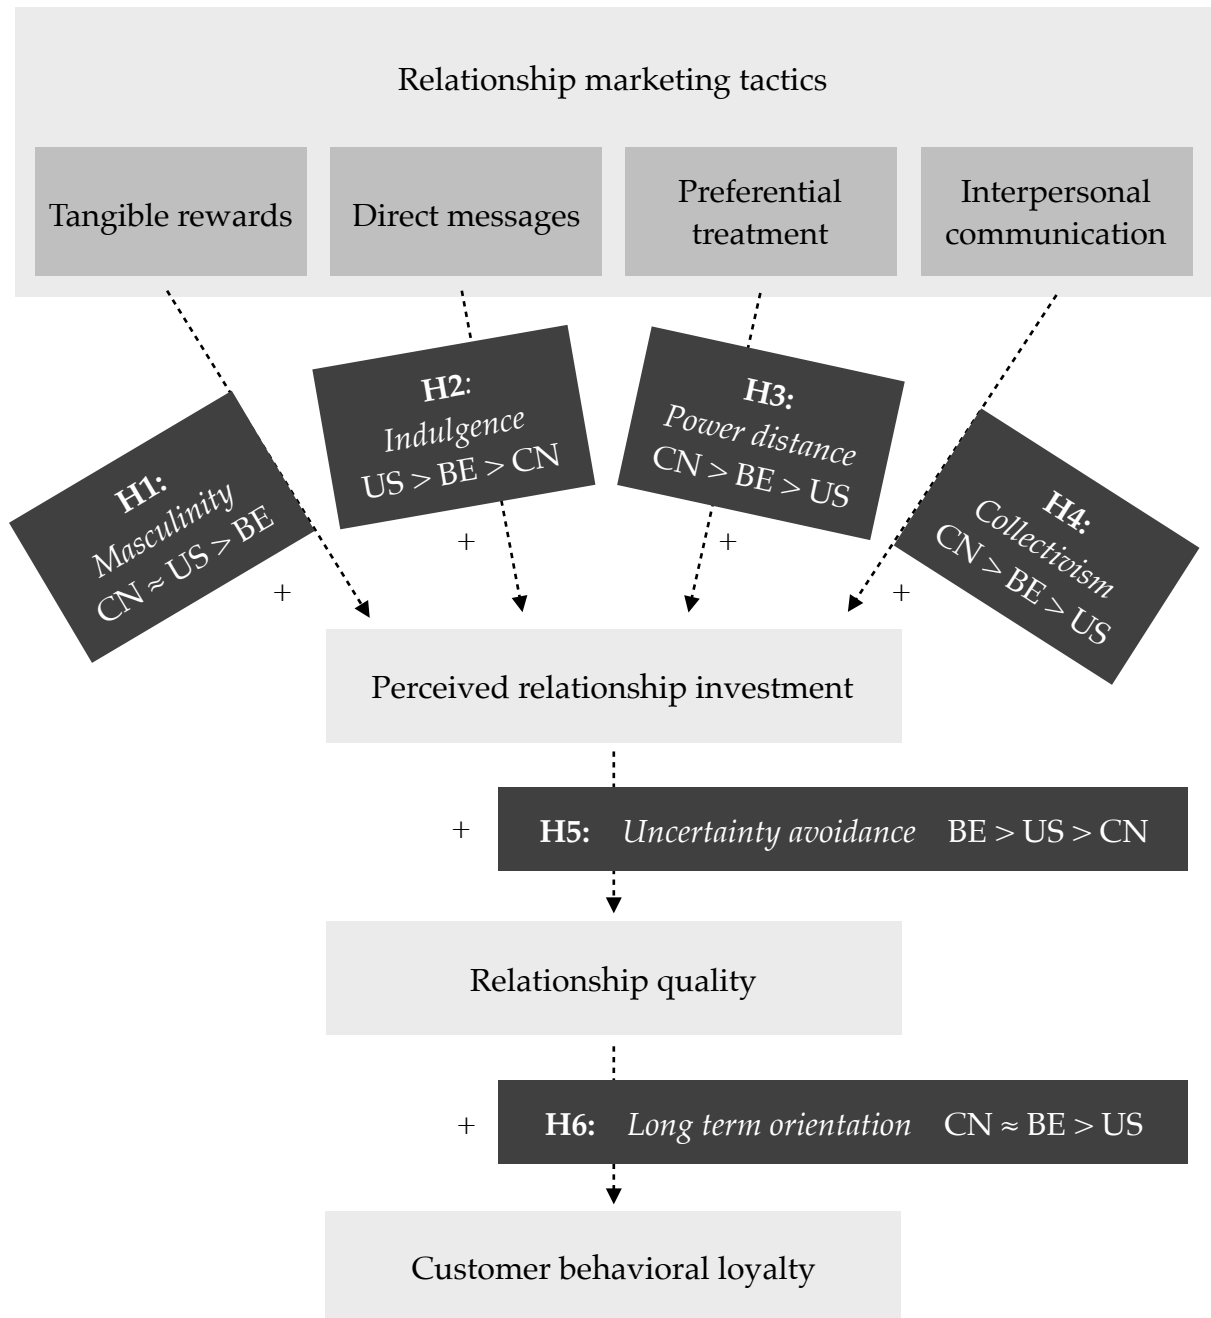 Relationship marketing tactics
Tangible rewards
Direct messages
Preferential
treatment
Interpersonal
communication
H1:
Masculinity
CN ≈ US > BE
+
H2:
Indulgence
US > BE > CN
+
H3:
Power distance
CN > BE > US
+
H4:
Collectivism
CN > BE > US
+
Perceived relationship investment
+
H5: Uncertainty avoidance BE > US > CN
Relationship quality
+
H6: Long term orientation CN ≈ BE > US
Customer behavioral loyalty